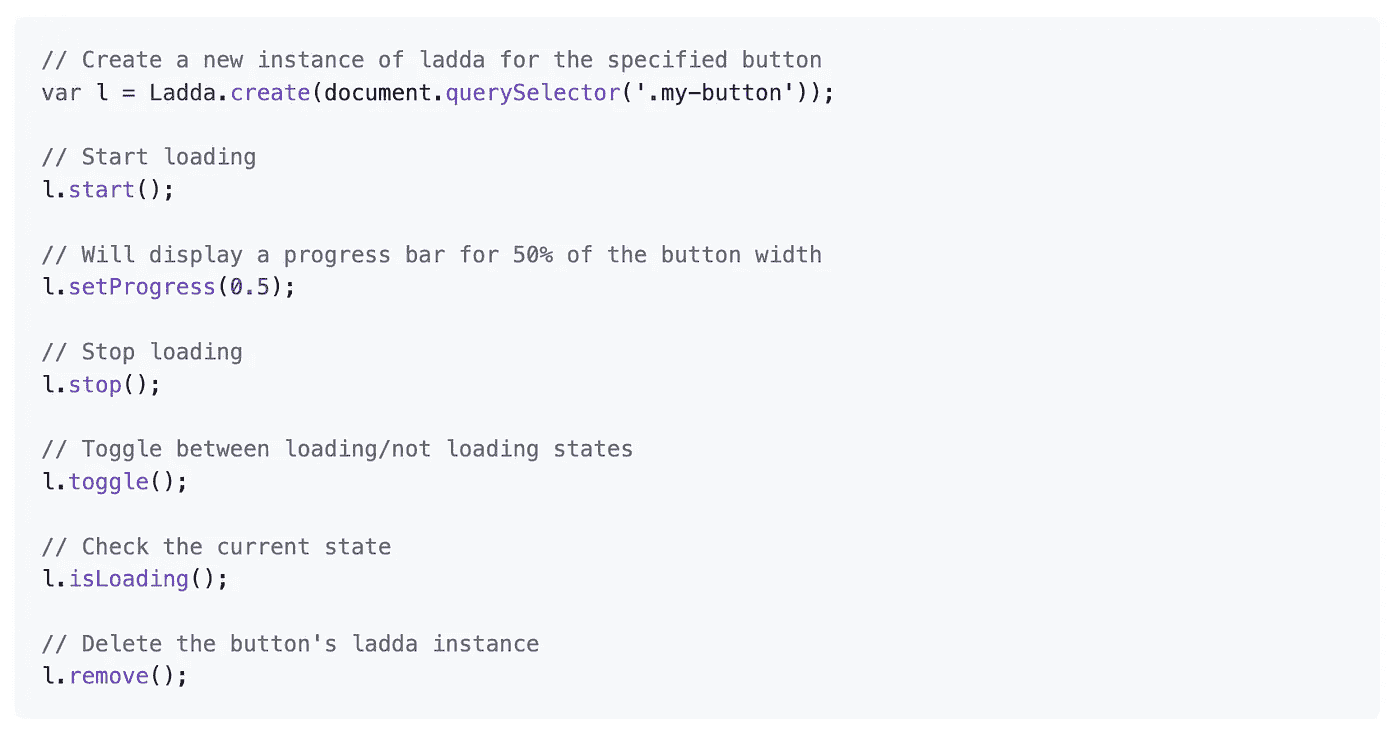 // Create a new instance of ladda for the specified button
var l = Ladda.create(document.querySelector('.my-button'));
// Start loading
l.start();
// Will display a progress bar for 50% of the button width
l.setProgress(0.5);
// Stop loading
l.stop();
// Toggle between loading/not loading states
l.toggle();
// Check the current state
l.isLoading();
// Delete the button's ladda instance
l.remove();